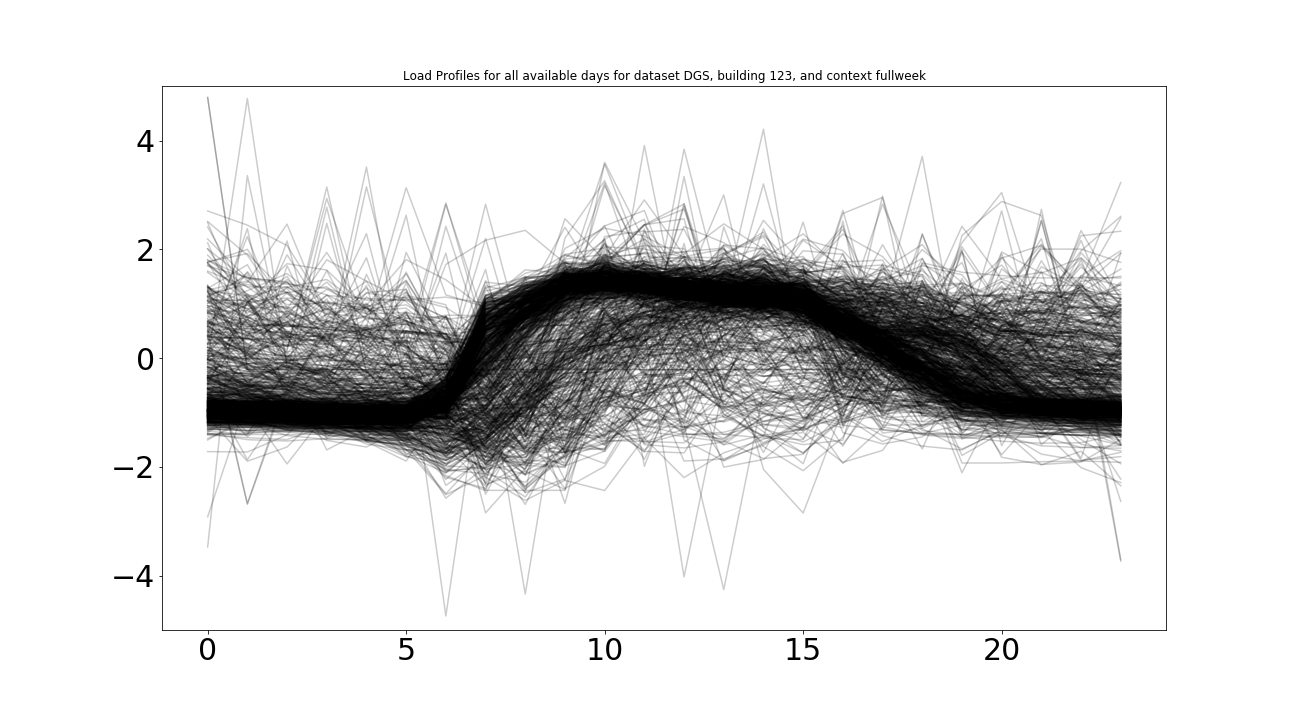 Load Profiles for all available days for dataset DGS, building 123, and context fullweek
4
2
0
−2
−4
0 5 10 15 20